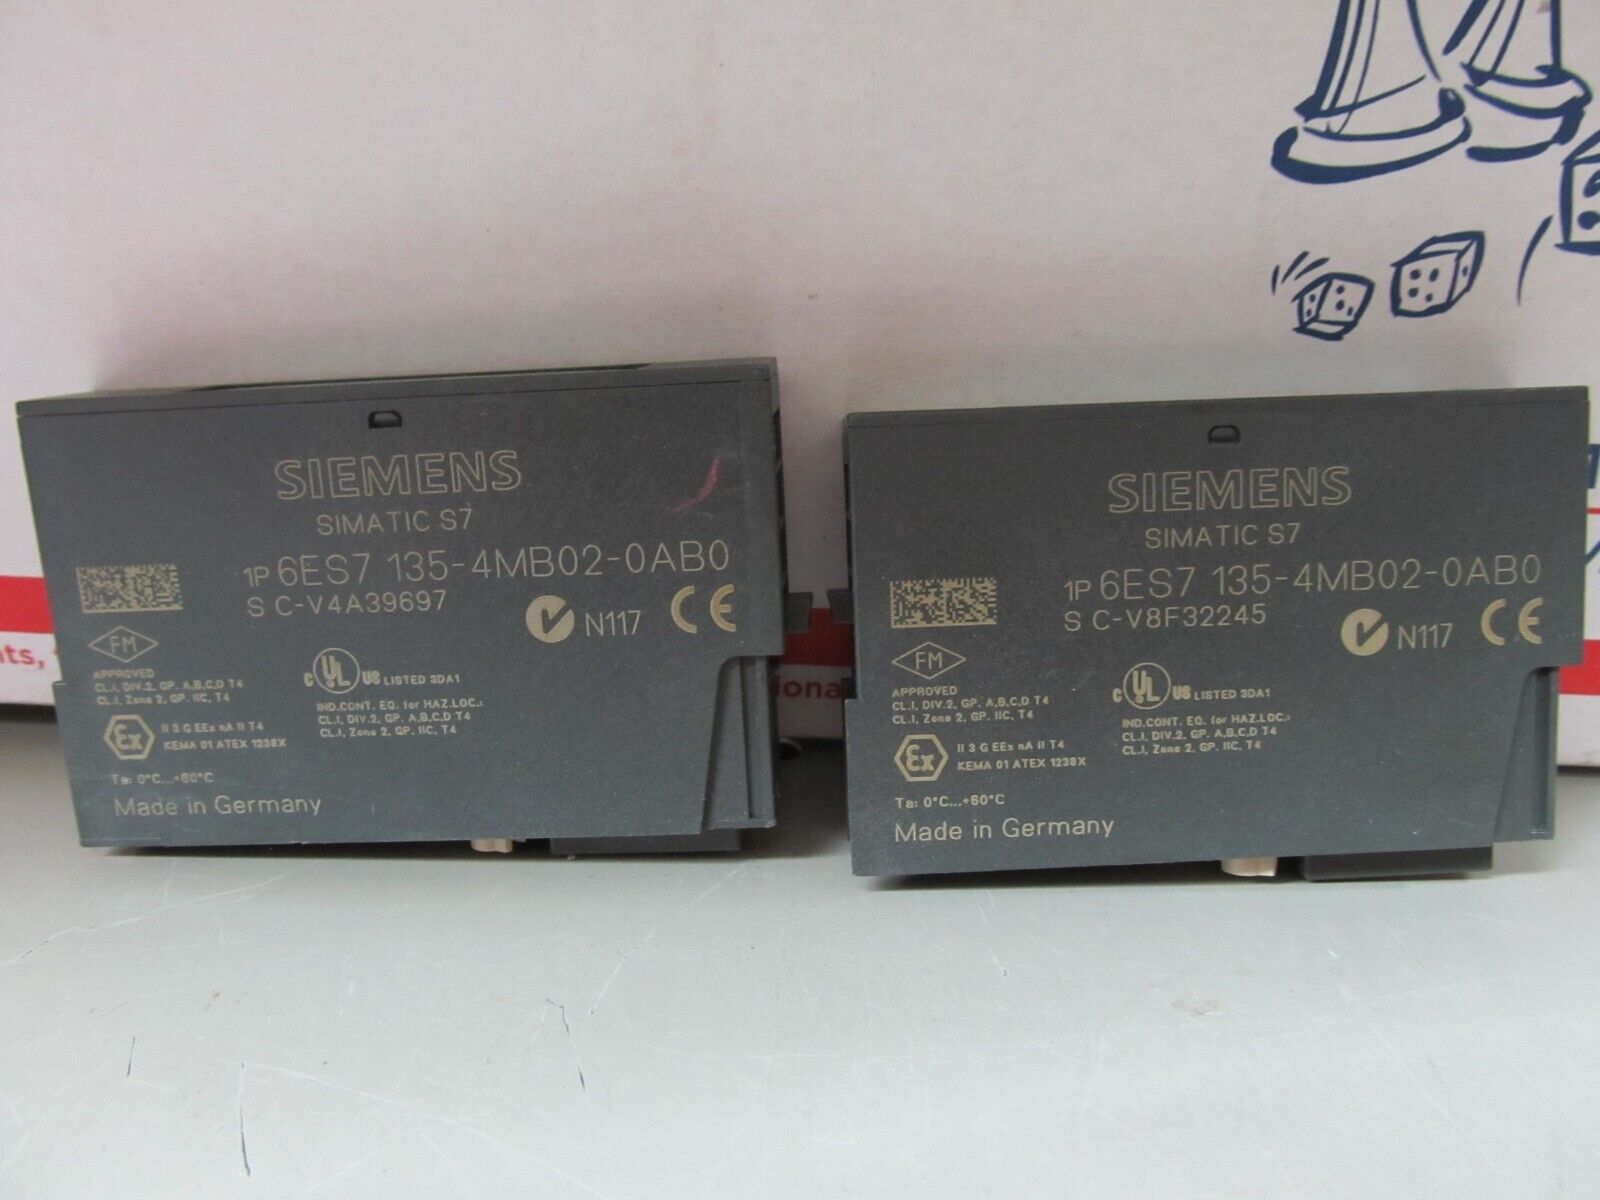 SIEMENS
SIMATIC S7
1P 6ES7 135-4MB02-0AB0
S C-V4A39697
N117 CE
FM
APPROVED
CL.I, DIV.2, GP. A,B,C,D T4
CL.I, Zone 2, GP. IIC, T4
C UL US LISTED 3DA1
IND.CONT. EQ. for HAZ.LOC.:
CL.I, DIV.2, GP. A,B,C,D T4
CL.I, Zone 2, GP. IIC, T4
Ex
II 3 G EEx nA II T4
KEMA 01 ATEX 1238X
Ta: 0°C...+60°C
Made in Germany
SIEMENS
SIMATIC S7
1P 6ES7 135-4MB02-0AB0
S C-V8F32245
N117 CE
FM
APPROVED
CL.I, DIV.2, GP. A,B,C,D T4
CL.I, Zone 2, GP. IIC, T4
C UL US LISTED 3DA1
IND.CONT. EQ. for HAZ.LOC.:
CL.I, DIV.2, GP. A,B,C,D T4
CL.I, Zone 2, GP. IIC, T4
Ex
II 3 G EEx nA II T4
KEMA 01 ATEX 1238X
Ta: 0°C...+60°C
Made in Germany